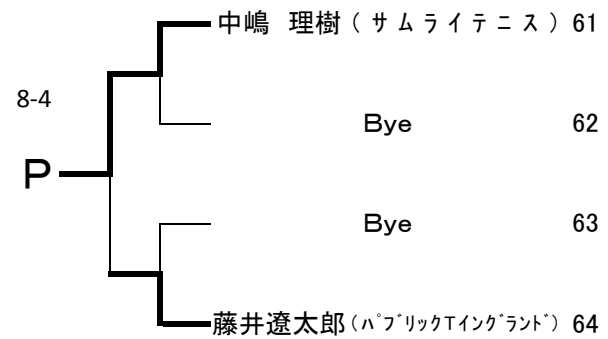 中嶋 理樹(サムライテニス) 61
8-4
Bye 62
P
Bye 63
藤井遼太郎(ﾊﾟﾌﾞﾘｯｸTｲﾝｸﾞﾗﾝﾄﾞ) 64